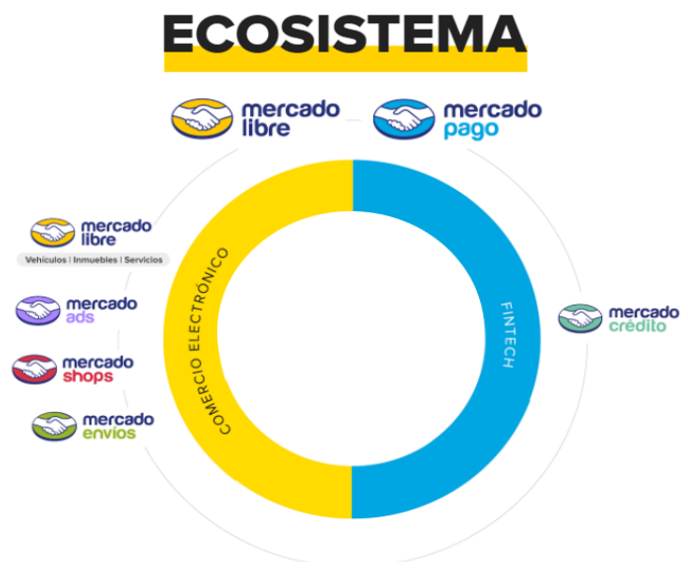 ECOSISTEMA
mercado
libre
mercado
pago
mercado
libre
Vehículos | Inmuebles | Servicios
mercado
ads
mercado
shops
mercado
envíos
COMERCIO ELECTRÓNICO
FINTECH
mercado
crédito